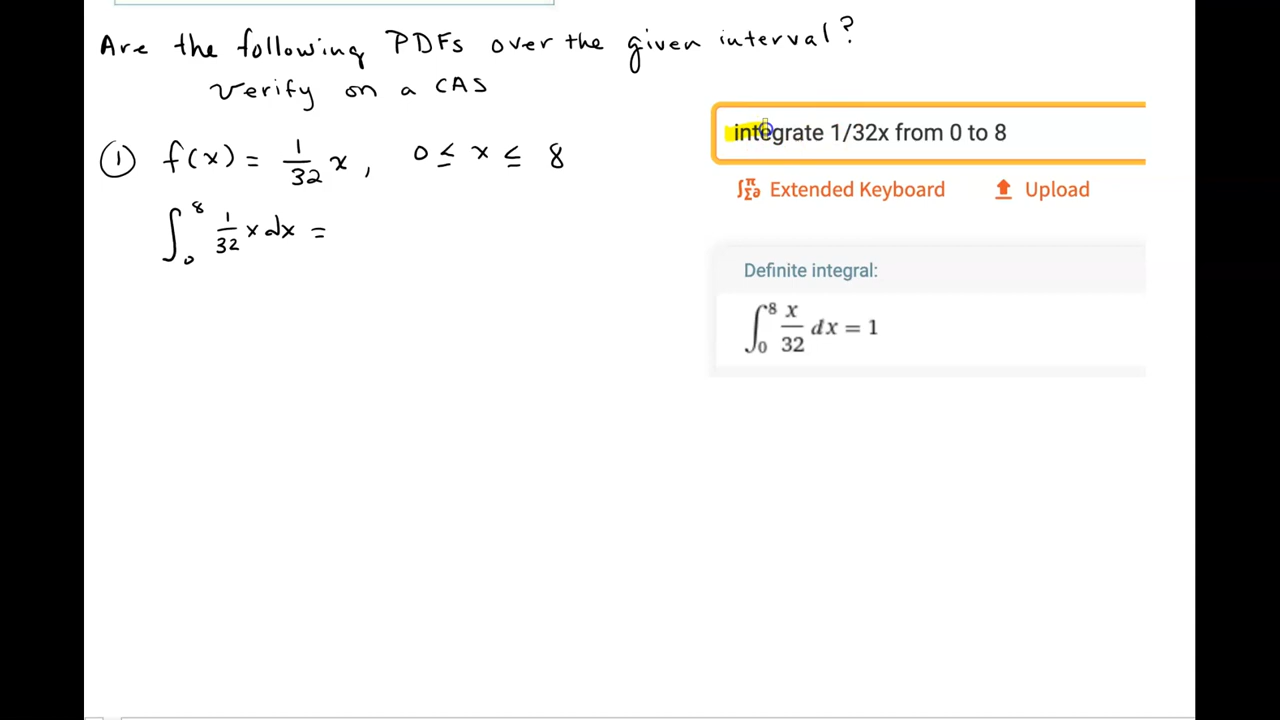 Are the following PDFs over the given interval?
Verify on a CAS
① f(x) = 1/32 x, 0 ≤ x ≤ 8
∫₀⁸ 1/32 x dx =
integrate 1/32x from 0 to 8
Extended Keyboard Upload
Definite integral:
∫₀⁸ x/32 dx = 1